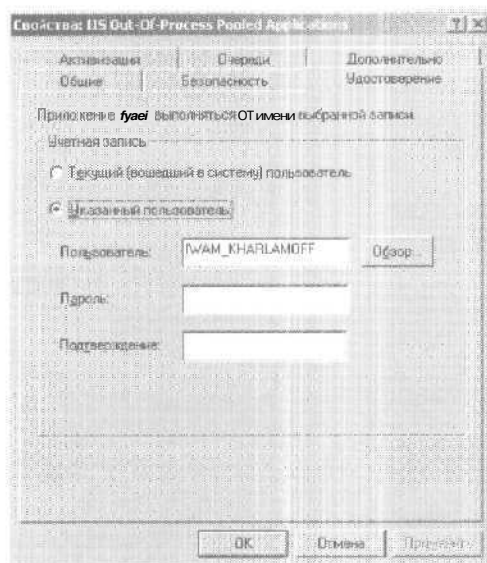 Свойства: IIS Out-Of-Process Pooled Applications
Активизация Очереди Дополнительно
Общие Безопасность Удостоверение
Приложение fyaei выполняться ОТ имени выбранной записи.
Учетная запись
Текущий (вошедший в систему) пользователь
Указанный пользователь:
Пользователь: IWAM_KHARLAMOFF Обзор...
Пароль:
Подтверждение:
OK Отмена Применить